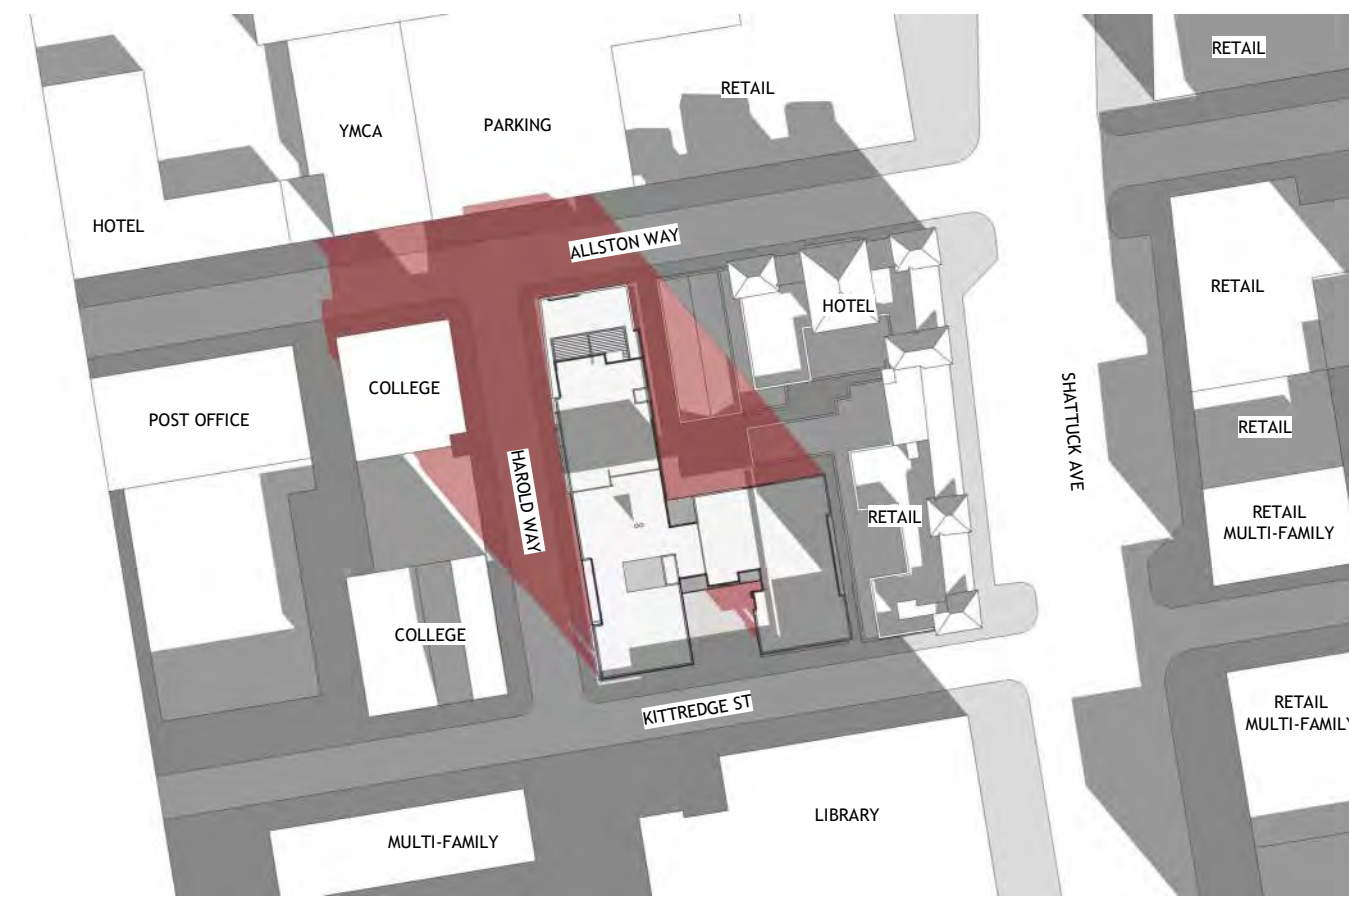 RETAIL
RETAIL
YMCA
PARKING
HOTEL
ALLSTON WAY
HOTEL
RETAIL
COLLEGE
POST OFFICE
SHATTUCK AVE
RETAIL
HAROLD WAY
RETAIL
RETAIL
MULTI-FAMILY
COLLEGE
KITTREDGE ST
RETAIL
MULTI-FAMILY
LIBRARY
MULTI-FAMILY